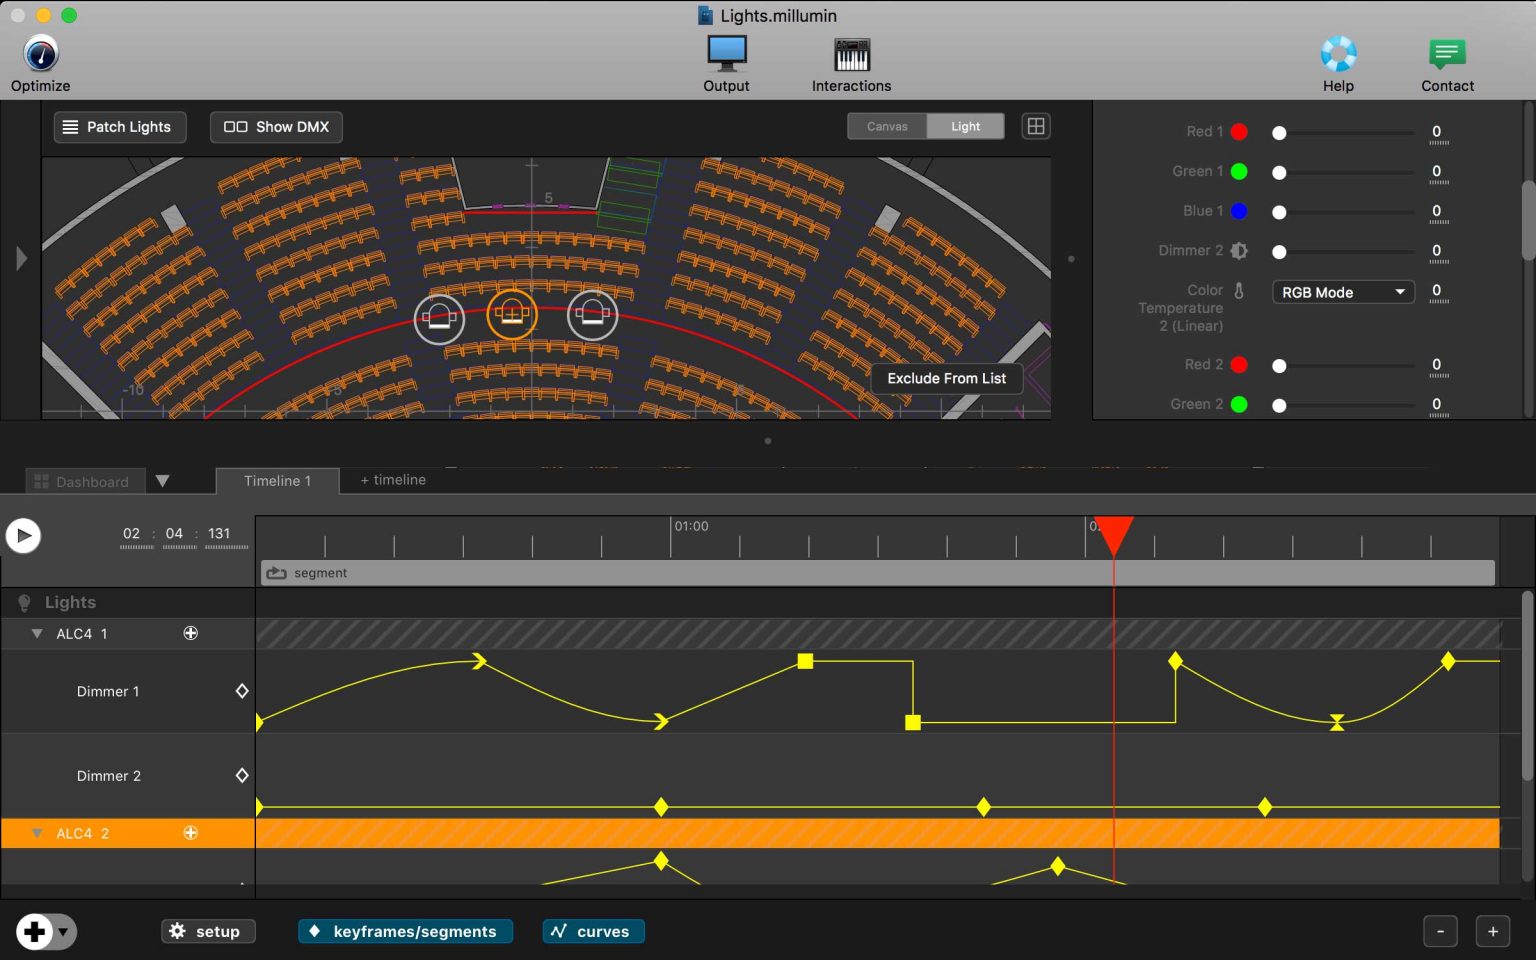 Lights.millumin
Optimize
Output
Interactions
Help
Contact
Patch Lights
Show DMX
Canvas
Light
5
-10
Exclude From List
Red 1
0
Green 1
0
Blue 1
0
Dimmer 2
0
Color
Temperature
2 (Linear)
RGB Mode
0
Red 2
0
Green 2
0
Dashboard
Timeline 1
+ timeline
02 : 04 : 131
01:00
segment
Lights
ALC4 1
Dimmer 1
Dimmer 2
ALC4 2
setup
keyframes/segments
curves
-
+